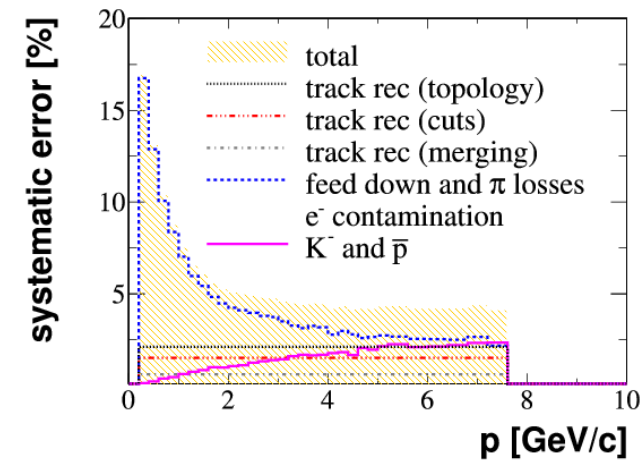 systematic error [%]
20
15
10
5
total
track rec (topology)
track rec (cuts)
track rec (merging)
feed down and π losses
e⁻ contamination
K⁻ and p̅
0 2 4 6 8 10
p [GeV/c]